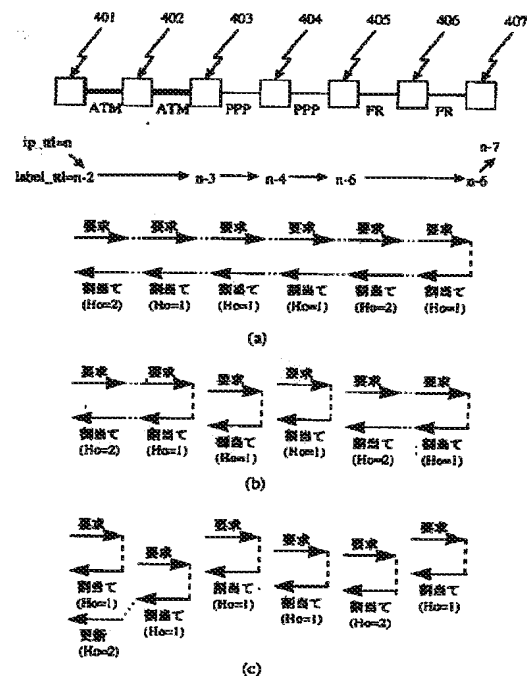 401 402 403 404 405 406 407
ATM ATM PPP PPP FR FR
ip_ttl=n n-7
label_ttl=n-2 n-3 n-4 n-6 n-6
要求 要求 要求 要求 要求 要求
割当て 割当て 割当て 割当て 割当て 割当て
(Ho=2) (Ho=1) (Ho=1) (Ho=1) (Ho=2) (Ho=1)
(a)
要求 要求 要求 要求 要求 要求
割当て 割当て 割当て 割当て 割当て 割当て
(Ho=2) (Ho=1) (Ho=1) (Ho=1) (Ho=2) (Ho=1)
(b)
要求 要求 要求 要求 要求 要求
割当て 割当て 割当て 割当て 割当て 割当て
(Ho=1) (Ho=1) (Ho=1) (Ho=1) (Ho=2) (Ho=1)
更新
(Ho=2)
(c)